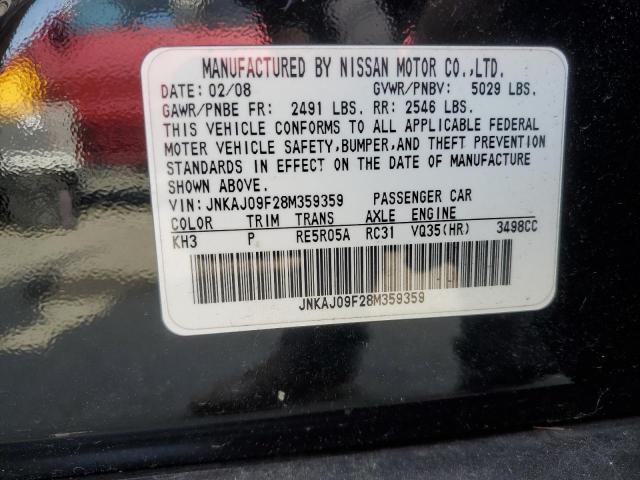 MANUFACTURED BY NISSAN MOTOR CO.,LTD.
DATE: 02/08 GVWR/PNBV: 5029 LBS.
GAWR/PNBE FR: 2491 LBS. RR: 2546 LBS.
THIS VEHICLE CONFORMS TO ALL APPLICABLE FEDERAL
MOTER VEHICLE SAFETY,BUMPER,AND THEFT PREVENTION
STANDARDS IN EFFECT ON THE DATE OF MANUFACTURE
SHOWN ABOVE.
VIN: JNKAJ09F28M359359 PASSENGER CAR
COLOR TRIM TRANS AXLE ENGINE
KH3 P RE5R05A RC31 VQ35(HR) 3498CC
JNKAJ09F28M359359